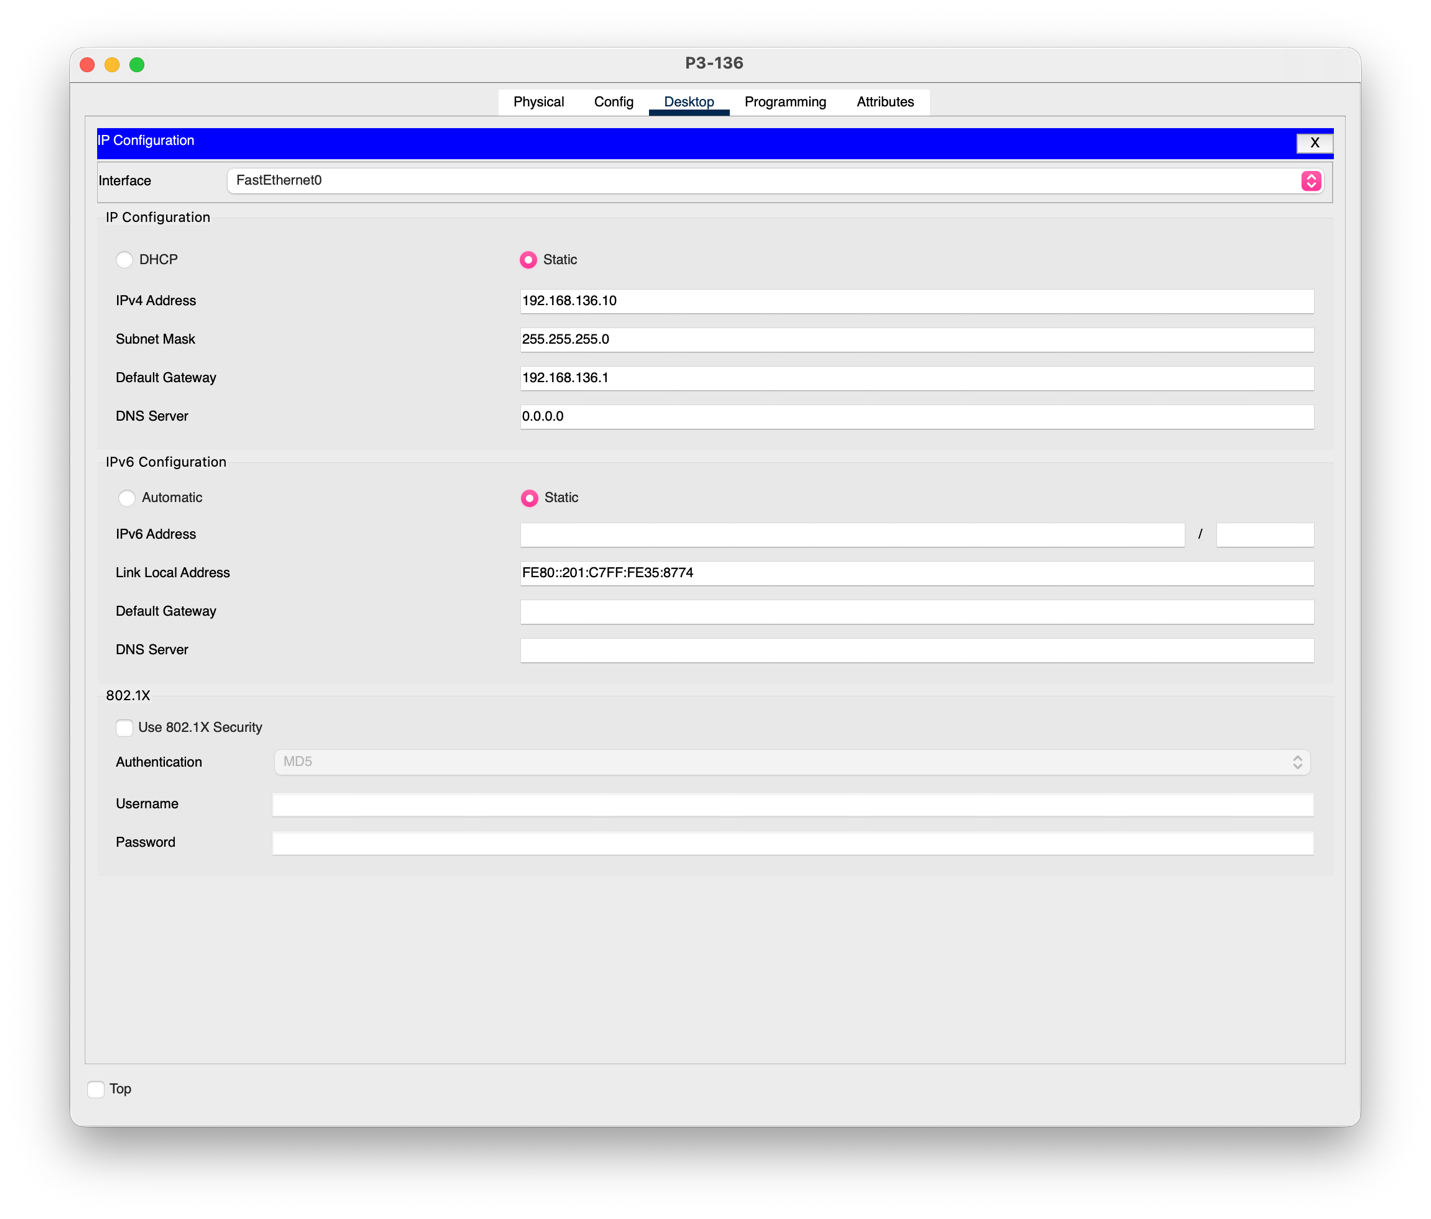 P3-136
Physical Config Desktop Programming Attributes
IP Configuration X
Interface FastEthernet0
IP Configuration
DHCP Static
IPv4 Address 192.168.136.10
Subnet Mask 255.255.255.0
Default Gateway 192.168.136.1
DNS Server 0.0.0.0
IPv6 Configuration
Automatic Static
IPv6 Address /
Link Local Address FE80::201:C7FF:FE35:8774
Default Gateway
DNS Server
802.1X
Use 802.1X Security
Authentication MD5
Username
Password
Top